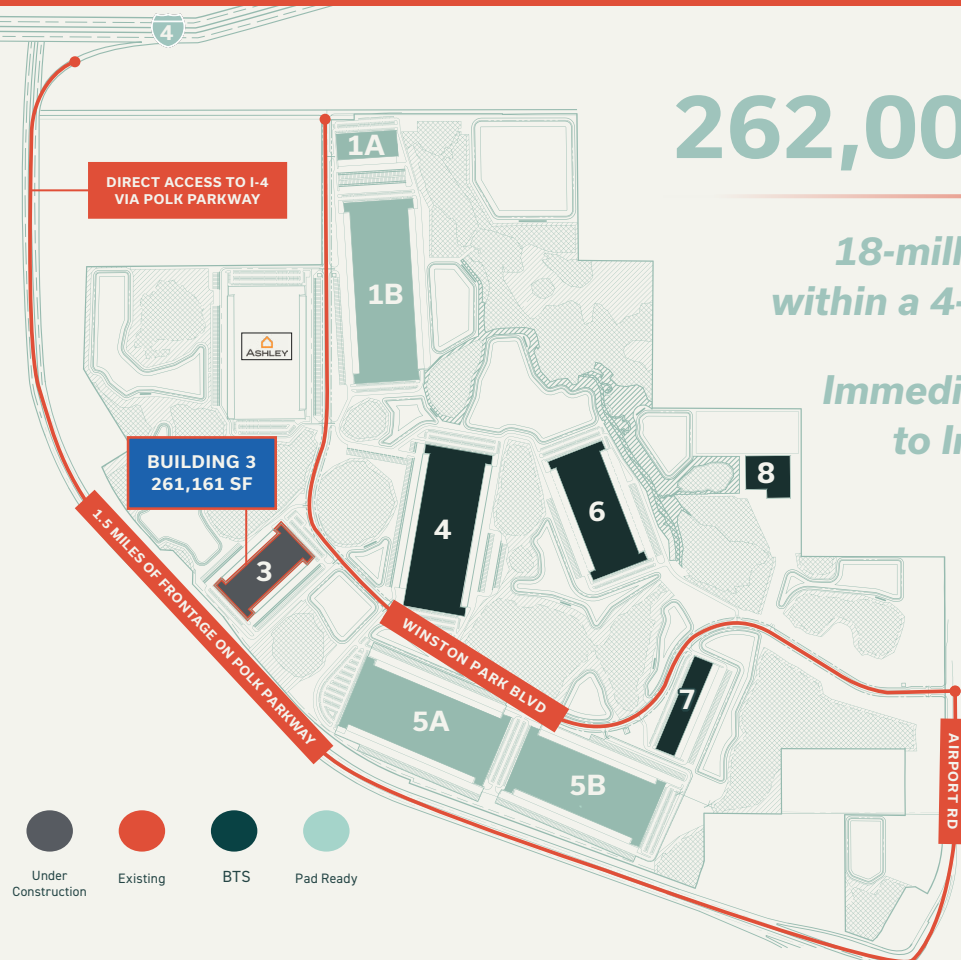 4
262,00
1A
DIRECT ACCESS TO I-4
VIA POLK PARKWAY
18-mill
within a 4-
1B
ASHLEY
Immedi
to I
BUILDING 3
261,161 SF
8
6
4
3
1.5 MILES OF FRONTAGE ON POLK PARKWAY
WINSTON PARK BLVD
7
5A
5B
AIRPORT RD
Under
Construction
Existing
BTS
Pad Ready